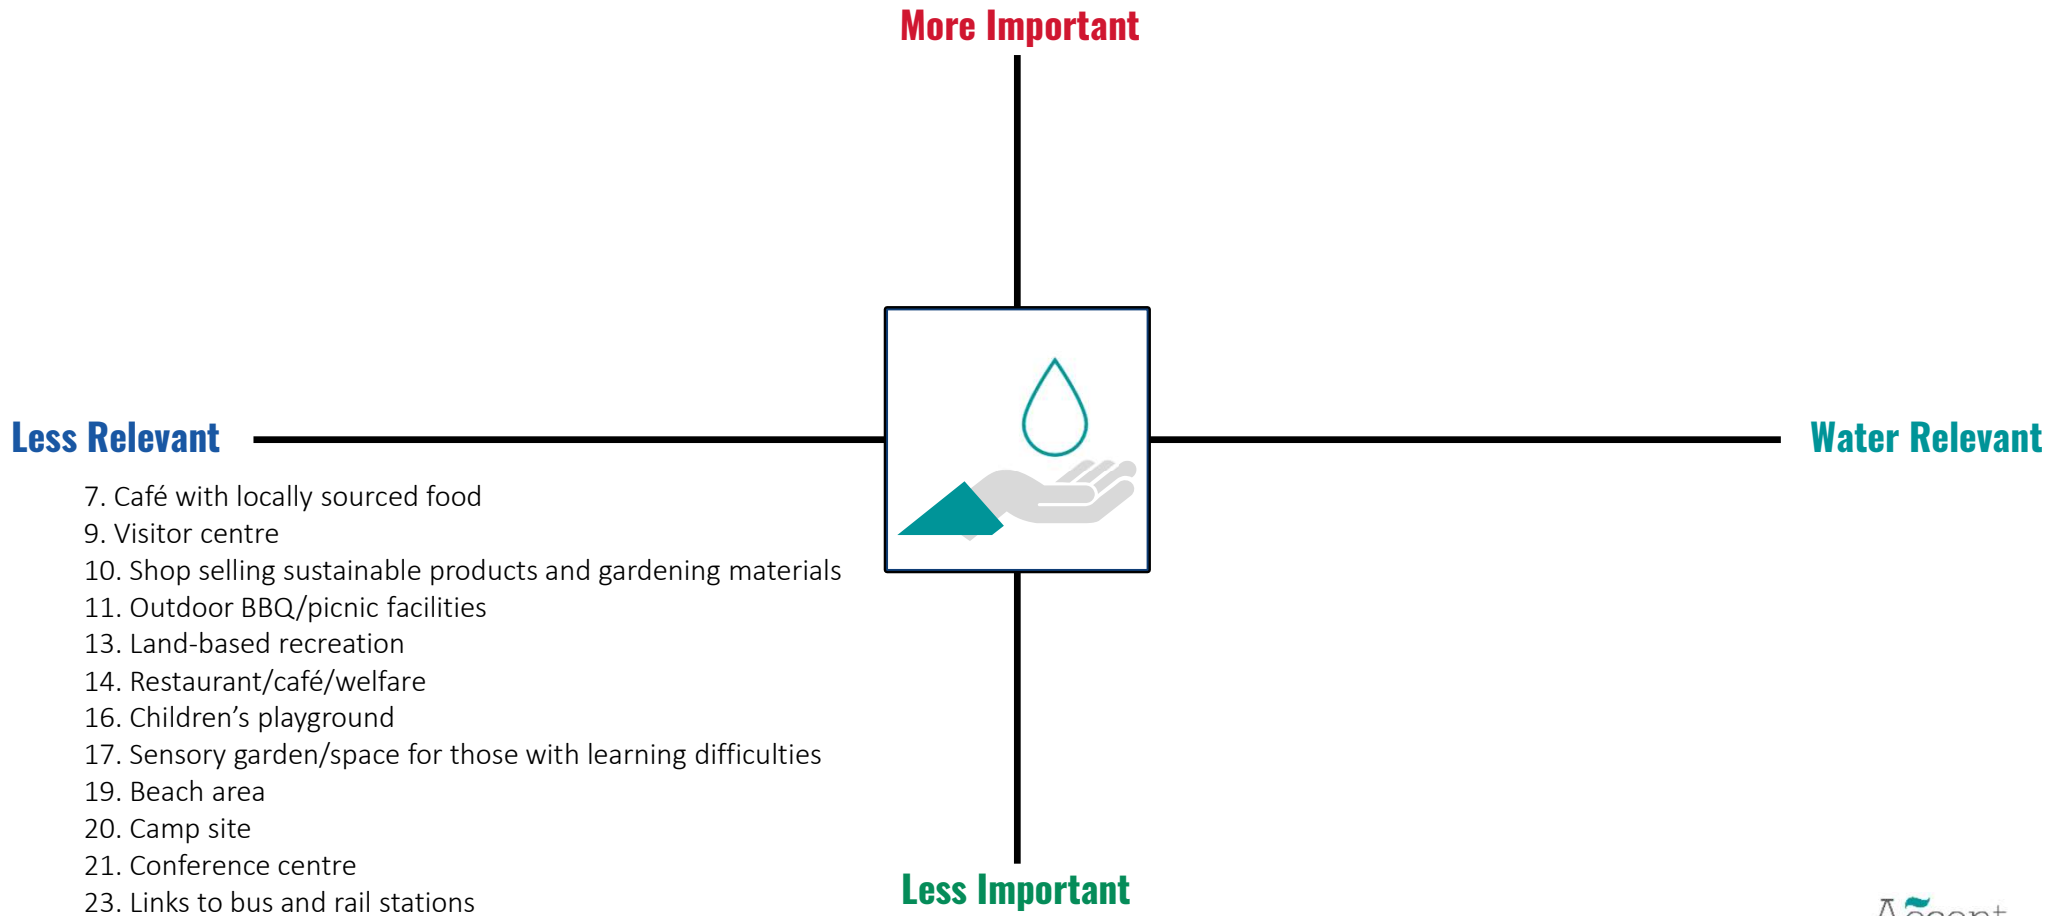 More Important
Less Relevant
Water Relevant
7. Café with locally sourced food
9. Visitor centre
10. Shop selling sustainable products and gardening materials
11. Outdoor BBQ/picnic facilities
13. Land-based recreation
14. Restaurant/café/welfare
16. Children’s playground
17. Sensory garden/space for those with learning difficulties
19. Beach area
20. Camp site
21. Conference centre
23. Links to bus and rail stations
Less Important